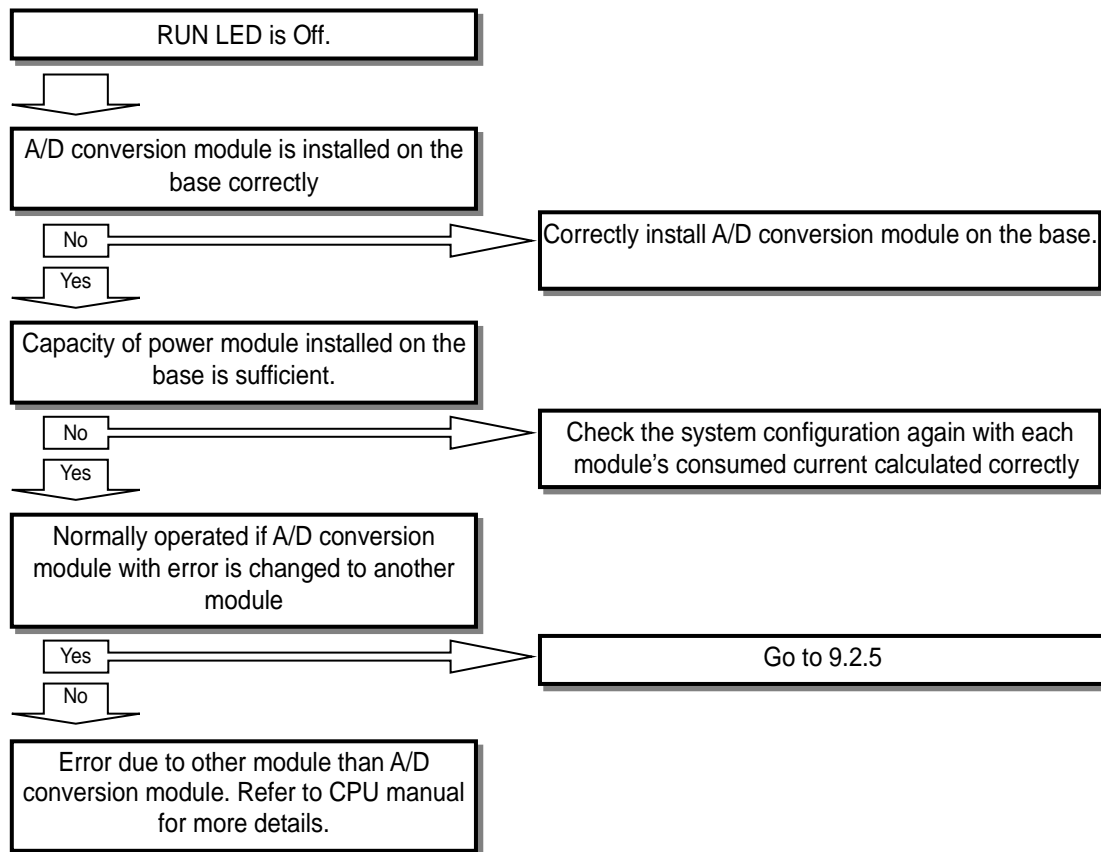 RUN LED is Off.
A/D conversion module is installed on the
base correctly
No
Correctly install A/D conversion module on the base.
Yes
Capacity of power module installed on the
base is sufficient.
No
Check the system configuration again with each
module’s consumed current calculated correctly
Yes
Normally operated if A/D conversion
module with error is changed to another
module
Yes
Go to 9.2.5
No
Error due to other module than A/D
conversion module. Refer to CPU manual
for more details.